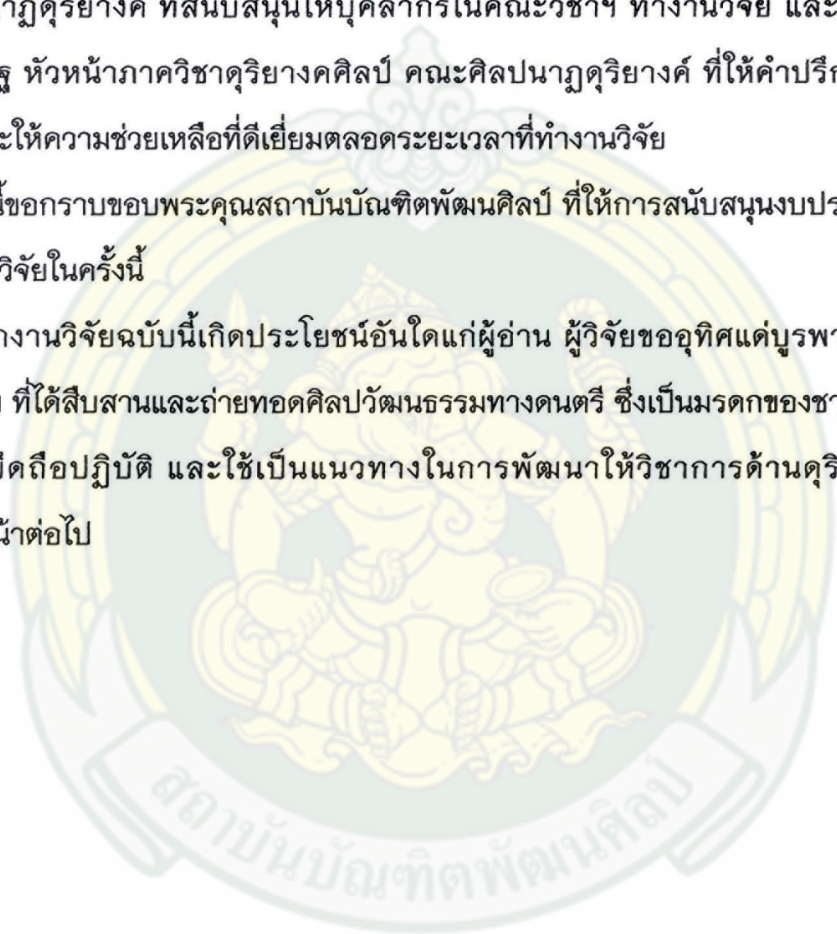 าฏดุริยางค์ ที่สนับสนุนให้บุคลากรในคณะวิชาฯ ทำงานวิจัย และ
ฐ หัวหน้าภาควิชาดุริยางคศิลป์ คณะศิลปนาฏดุริยางค์ ที่ให้คำปรึก
ะให้ความช่วยเหลือที่ดีเยี่ยมตลอดระยะเวลาที่ทำงานวิจัย
นี้ขอกราบขอบพระคุณสถาบันบัณฑิตพัฒนศิลป์ ที่ให้การสนับสนุนงบประ
วิจัยในครั้งนี้
างานวิจัยฉบับนี้เกิดประโยชน์อันใดแก่ผู้อ่าน ผู้วิจัยขออุทิศแด่บูรพา
ที่ได้สืบสานและถ่ายทอดศิลปวัฒนธรรมทางดนตรี ซึ่งเป็นมรดกของชา
ยึดถือปฏิบัติ และใช้เป็นแนวทางในการพัฒนาให้วิชาการด้านดุริ
น้าต่อไป
สถาบันบัณฑิตพัฒนศิลป์